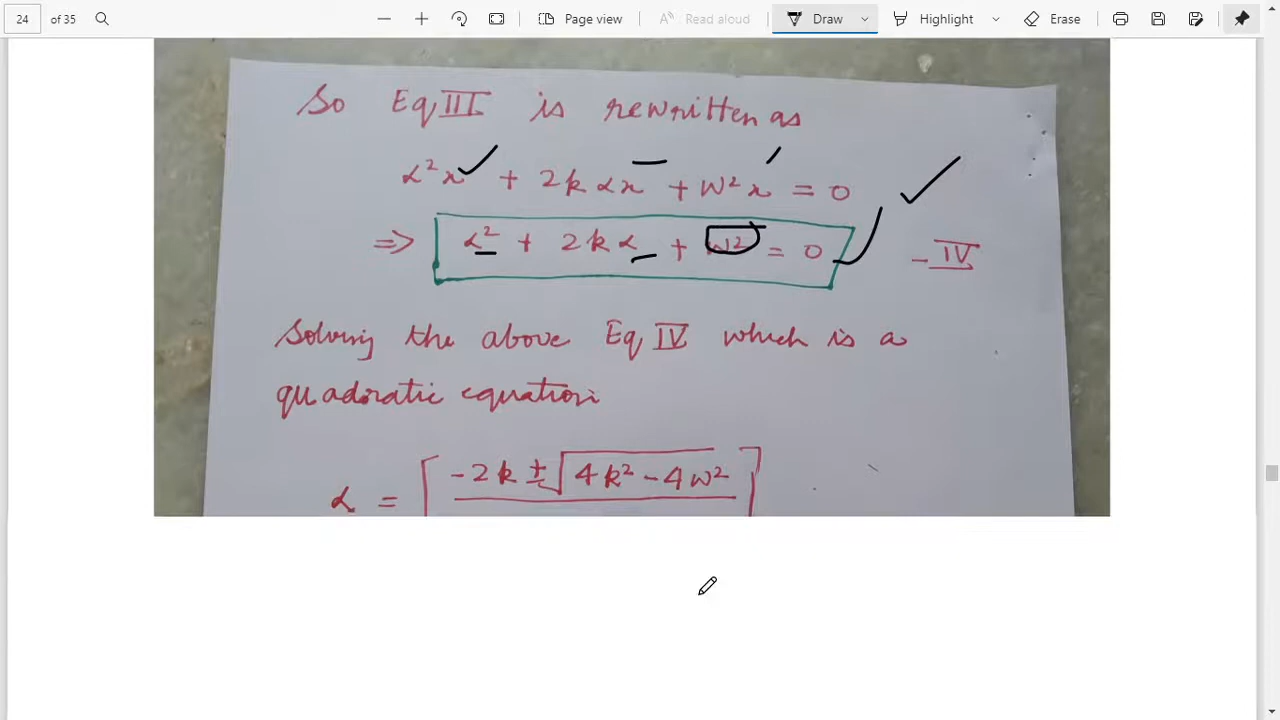 24 of 35 Page view Read aloud Draw Highlight Erase
So Eq III is rewritten as
α²x + 2kαx + w²x = 0
⇒ α² + 2kα + w² = 0 - IV
Solving the above Eq IV which is a
quadratic equation
α = [ -2k ± √4k² - 4w² ]